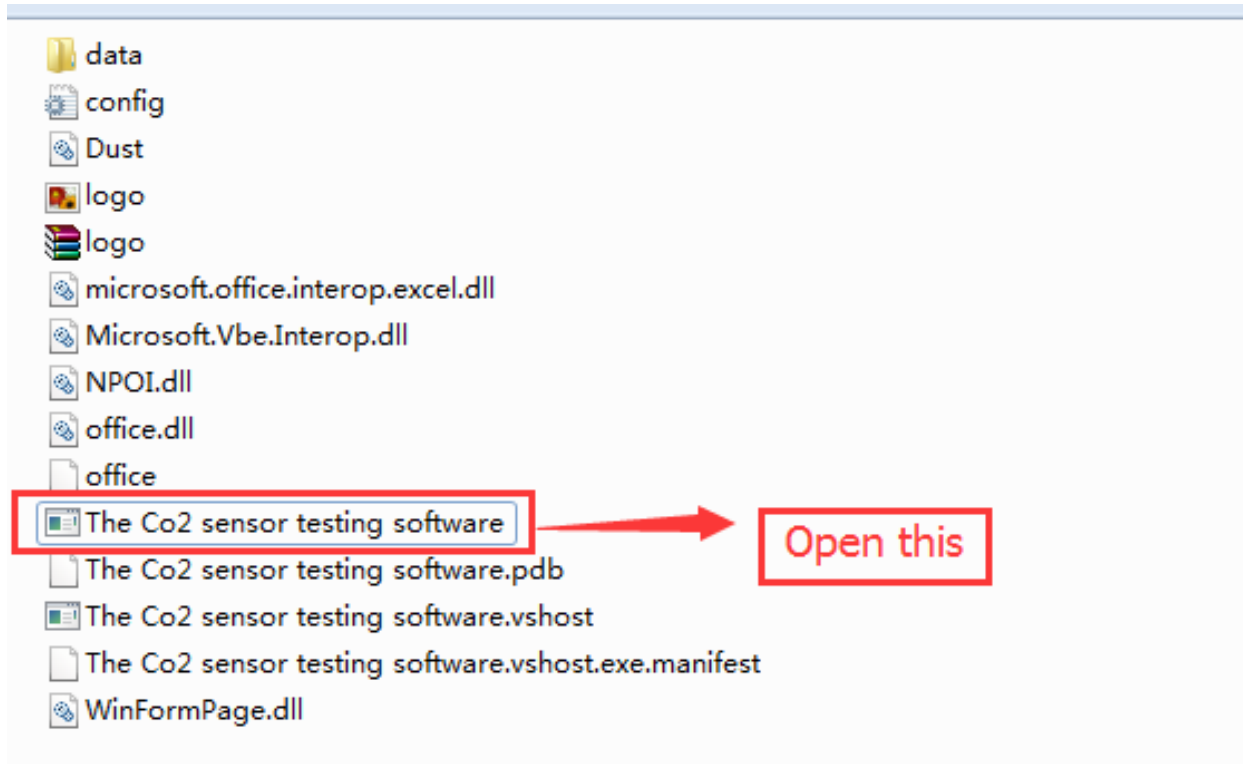 data
config
Dust
logo
logo
microsoft.office.interop.excel.dll
Microsoft.Vbe.Interop.dll
NPOI.dll
office.dll
office
The Co2 sensor testing software
Open this
The Co2 sensor testing software.pdb
The Co2 sensor testing software.vshost
The Co2 sensor testing software.vshost.exe.manifest
WinFormPage.dll